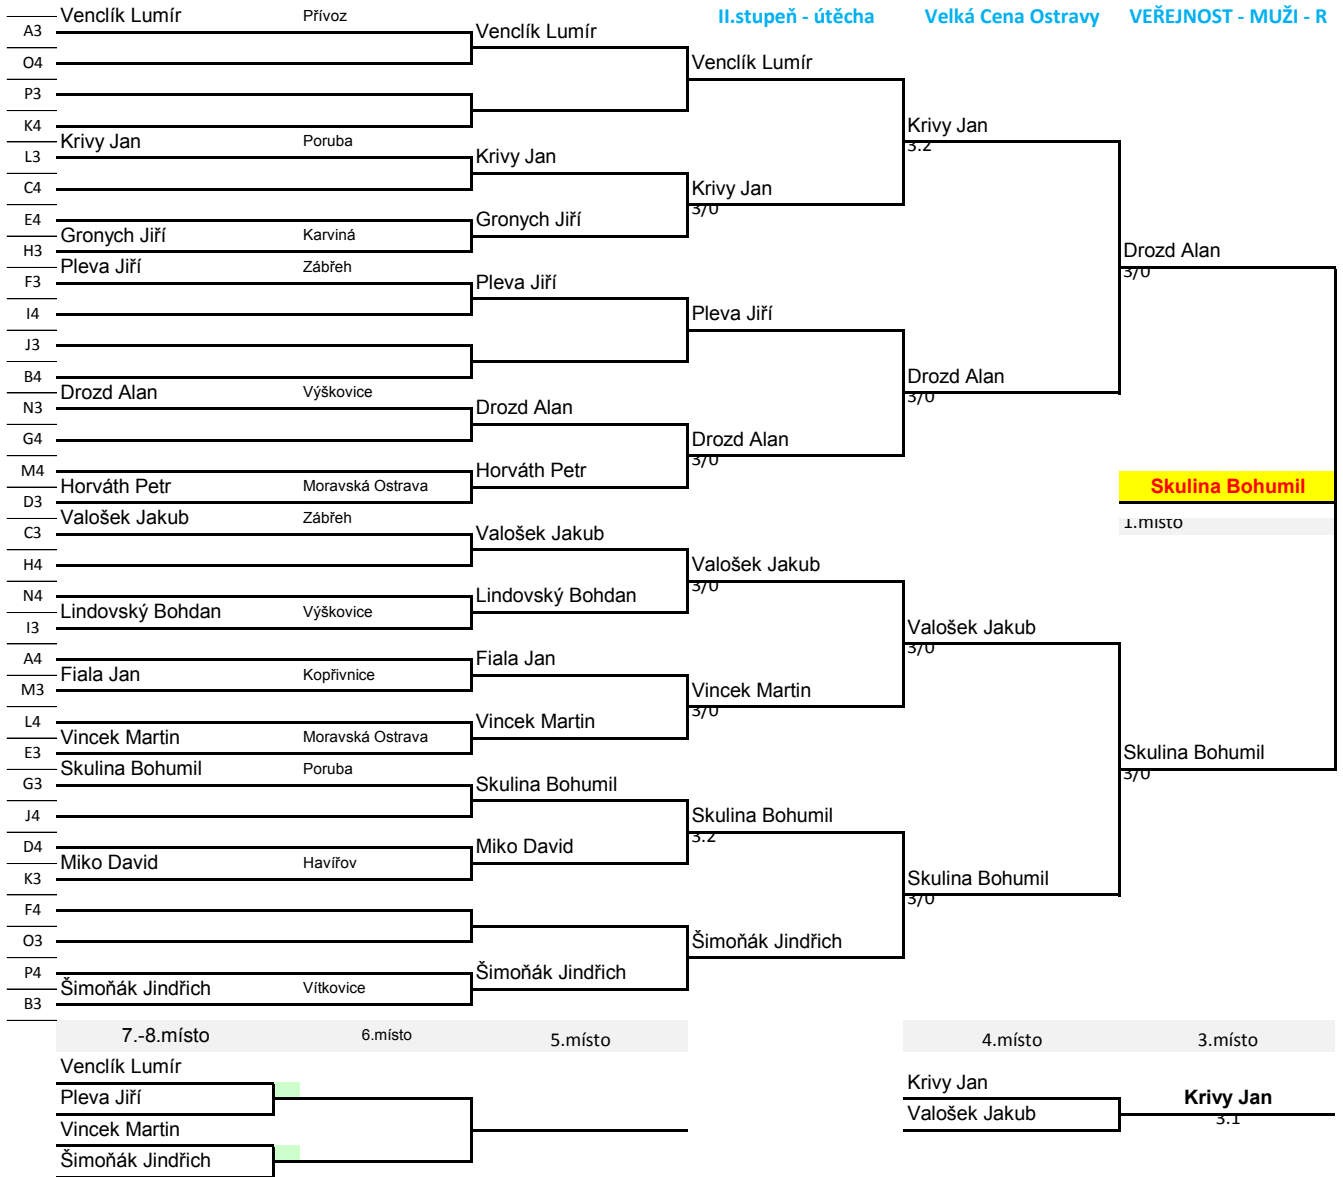 II.stupeň - útěcha Velká Cena Ostravy VEŘEJNOST - MUŽI - R
Venclík Lumír Přívoz
A3 Venclík Lumír
O4 Venclík Lumír
P3
K4 Krivy Jan
Krivy Jan Poruba 3.2
L3 Krivy Jan
C4 Krivy Jan
E4 Gronych Jiří 3/0
Gronych Jiří Karviná
H3 Drozd Alan
Pleva Jiří Zábřeh 3/0
F3 Pleva Jiří
I4 Pleva Jiří
J3
B4 Drozd Alan
Drozd Alan Výškovice 3/0
N3 Drozd Alan
G4 Drozd Alan
M4 Horváth Petr 3/0
Horváth Petr Moravská Ostrava Skulina Bohumil
D3
Valošek Jakub Zábřeh 1.místo
C3 Valošek Jakub
H4 Valošek Jakub
N4 Lindovský Bohdan 3/0
Lindovský Bohdan Výškovice
I3 Valošek Jakub
A4 Fiala Jan 3/0
Fiala Jan Kopřivnice
M3 Vincek Martin
L4 Vincek Martin 3/0
Vincek Martin Moravská Ostrava
E3 Skulina Bohumil
Skulina Bohumil Poruba 3/0
G3 Skulina Bohumil
J4 Skulina Bohumil
D4 Miko David 3.2
Miko David Havířov
K3 Skulina Bohumil
F4 3/0
O3 Šimoňák Jindřich
P4 Šimoňák Jindřich
Šimoňák Jindřich Vítkovice
B3
7.-8.místo 6.místo 5.místo 4.místo 3.místo
Venclík Lumír
Krivy Jan
Pleva Jiří Krivy Jan
Valošek Jakub 3.1
Vincek Martin
Šimoňák Jindřich